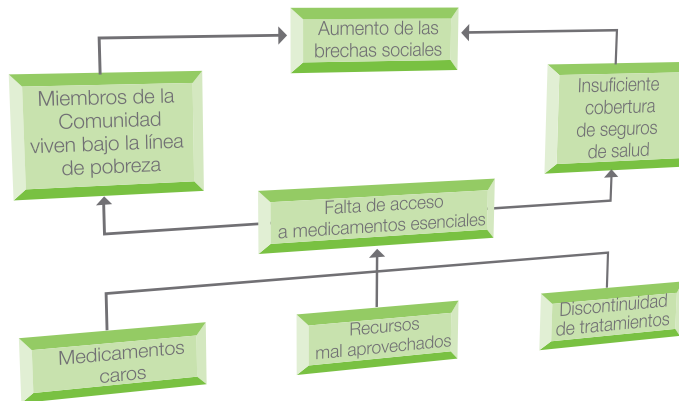 Aumento de las
brechas sociales
Miembros de la
Comunidad
viven bajo la línea
de pobreza
Insuficiente
cobertura
de seguros
de salud
Falta de acceso
a medicamentos esenciales
Medicamentos
caros
Recursos
mal aprovechados
Discontinuidad
de tratamientos